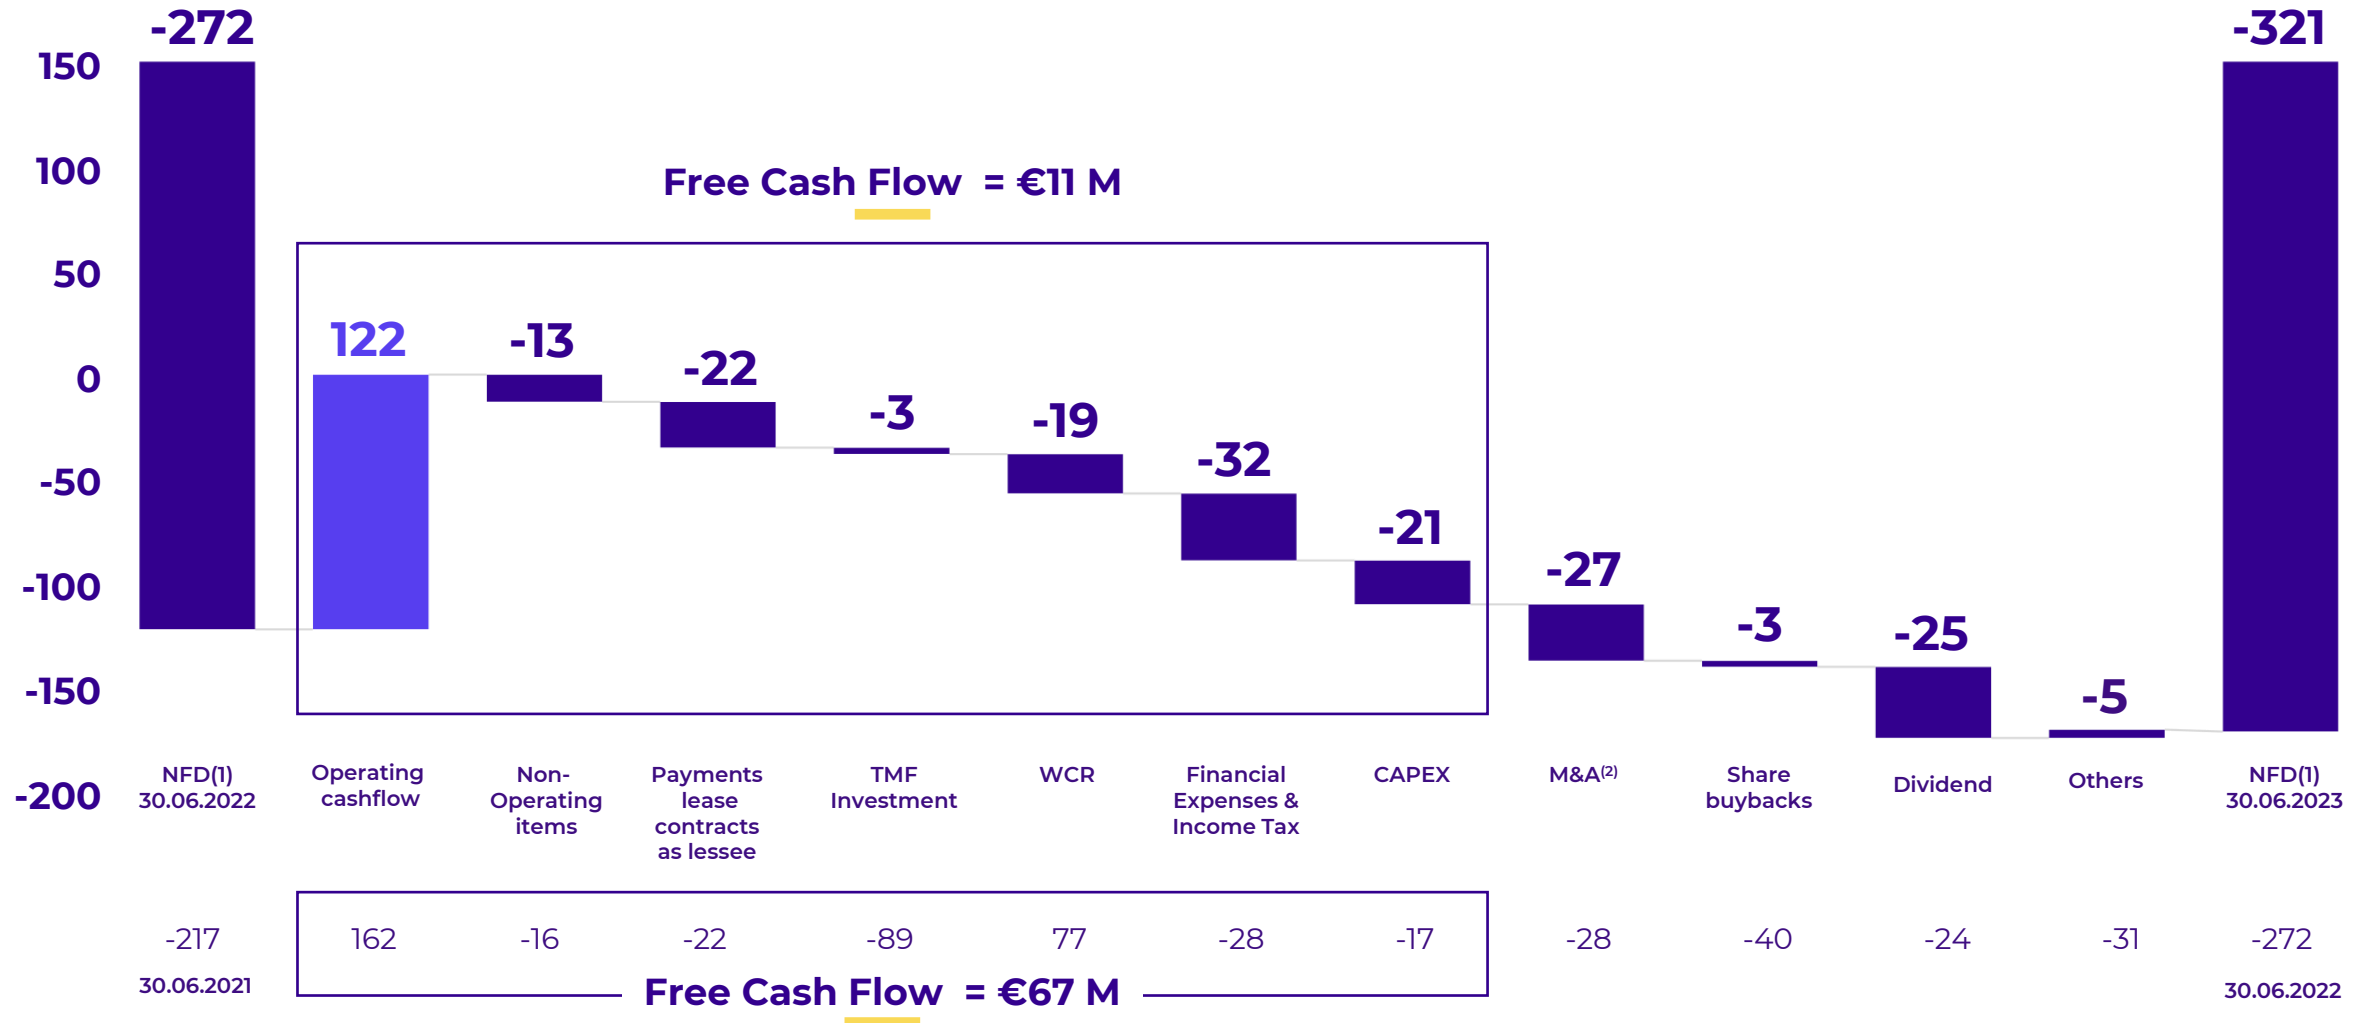 -272
-321
150
100
50
0
-50
-100
-150
-200
Free Cash Flow = €11 M
122
-13
-22
-3
-19
-32
-21
-27
-3
-25
-5
NFD(1)
30.06.2022
Operating
cashflow
Non-
Operating
items
Payments
lease
contracts
as lessee
TMF
Investment
WCR
Financial
Expenses &
Income Tax
CAPEX
M&A(2)
Share
buybacks
Dividend
Others
NFD(1)
30.06.2023
-217
162
-16
-22
-89
77
-28
-17
-28
-40
-24
-31
-272
30.06.2021
Free Cash Flow = €67 M
30.06.2022